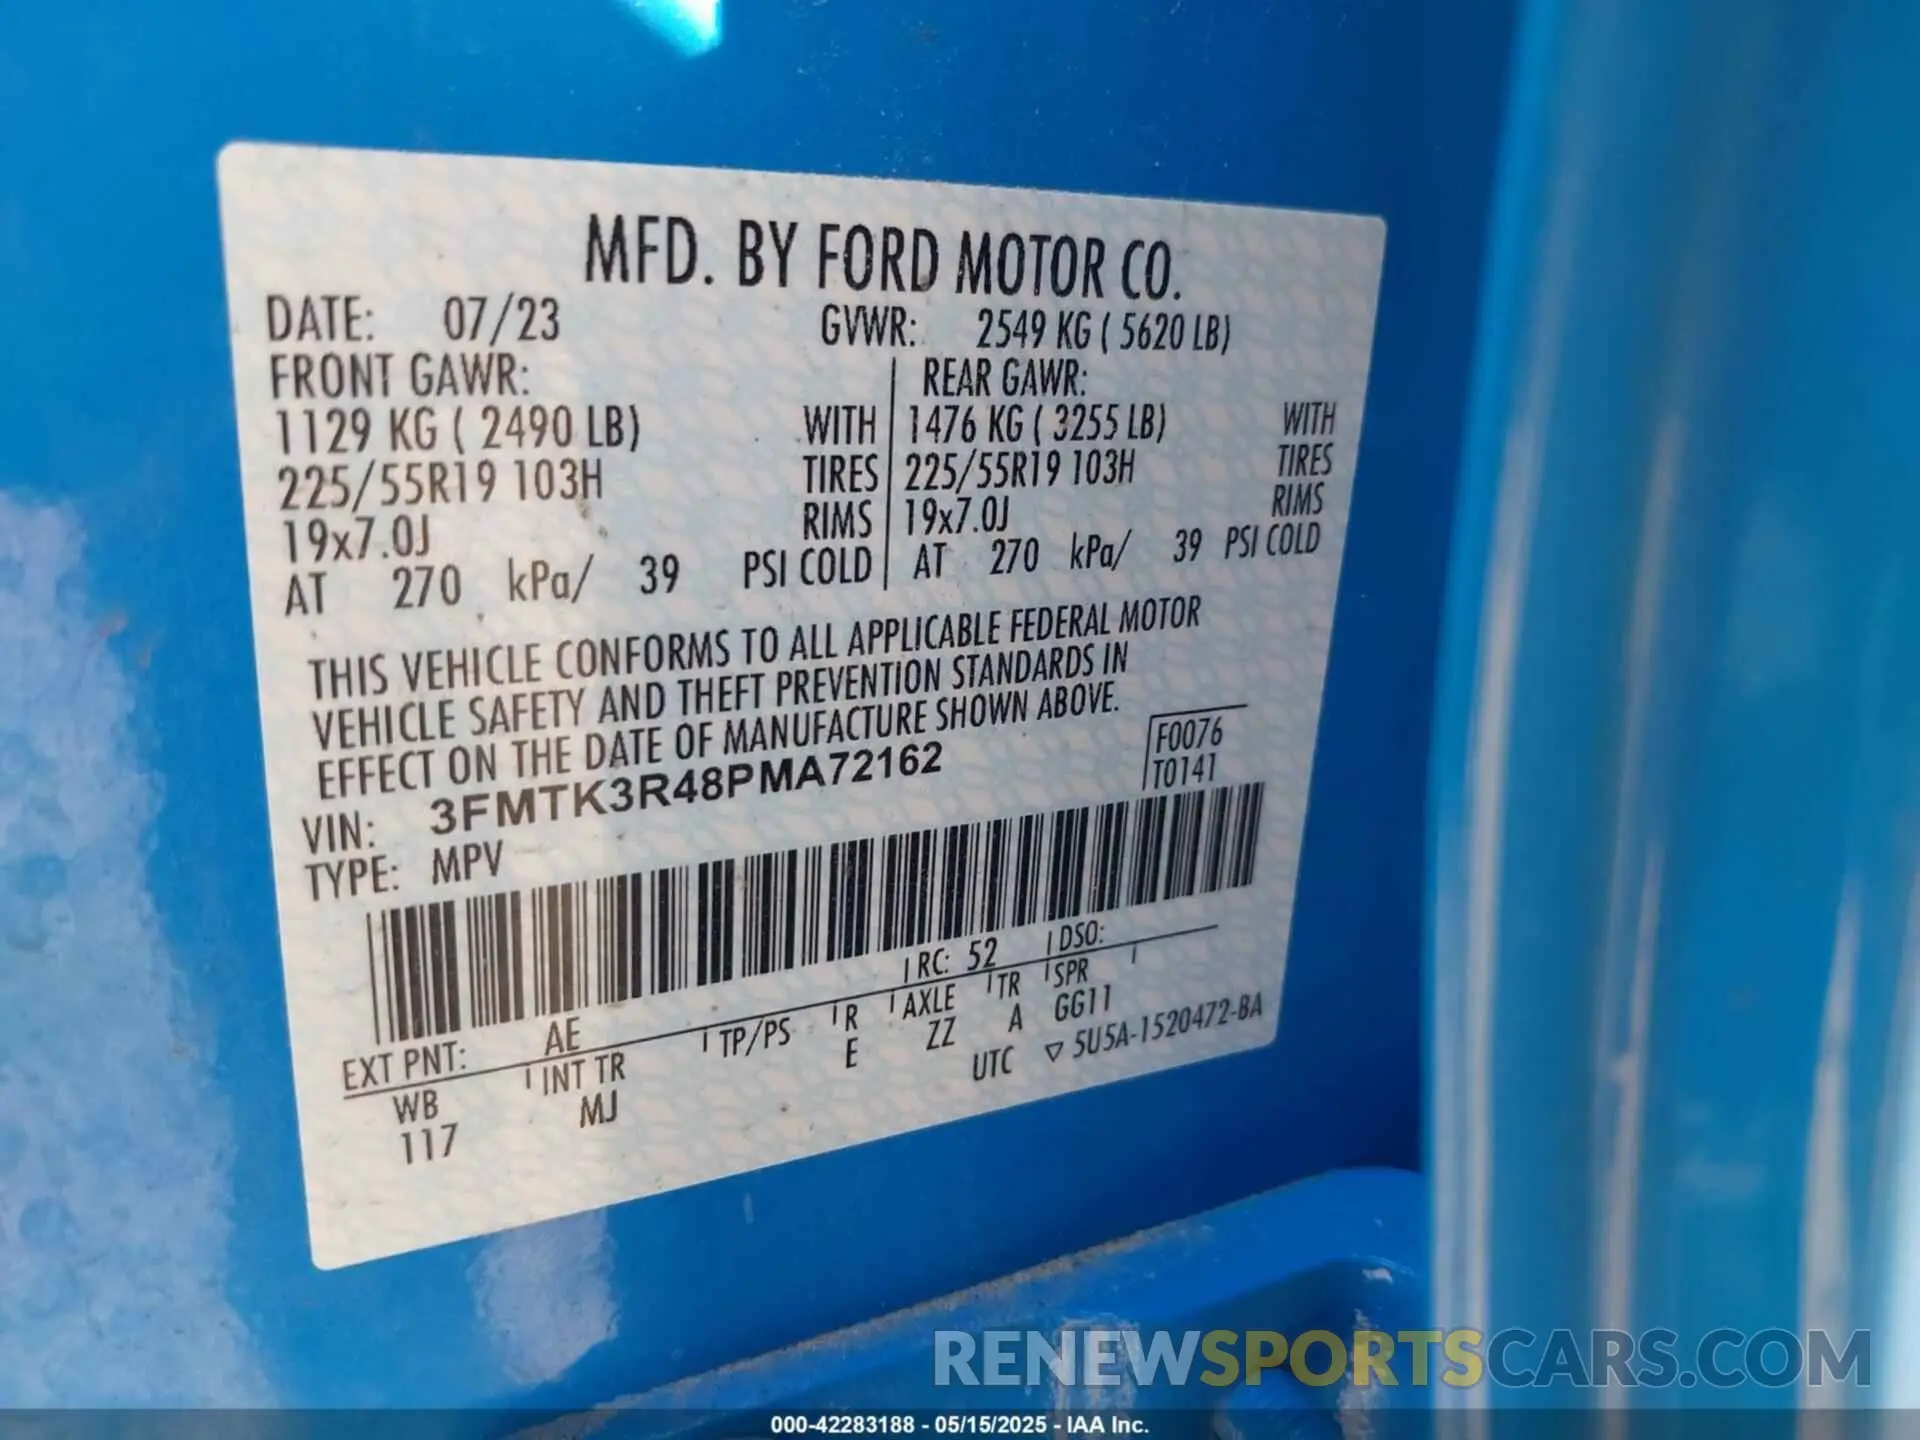 MFD. BY FORD MOTOR CO.
DATE: 07/23 GVWR: 2549 KG ( 5620 LB)
FRONT GAWR: REAR GAWR:
1129 KG ( 2490 LB) WITH 1476 KG ( 3255 LB) WITH
225/55R19 103H TIRES 225/55R19 103H TIRES
19x7.0J RIMS 19x7.0J RIMS
AT 270 kPa/ 39 PSI COLD AT 270 kPa/ 39 PSI COLD
THIS VEHICLE CONFORMS TO ALL APPLICABLE FEDERAL MOTOR
VEHICLE SAFETY AND THEFT PREVENTION STANDARDS IN
EFFECT ON THE DATE OF MANUFACTURE SHOWN ABOVE.
VIN: 3FMTK3R48PMA72162 F0076
TYPE: MPV T0141
EXT PNT: AE RC: 52 DSO:
WB INT TR TP/PS R AXLE TR SPR
117 MJ E ZZ A GG11
UTC ▽ 5U5A-1520472-BA
RENEWSPORTSCARS.COM
000-42283188 - 05/15/2025 - IAA Inc.